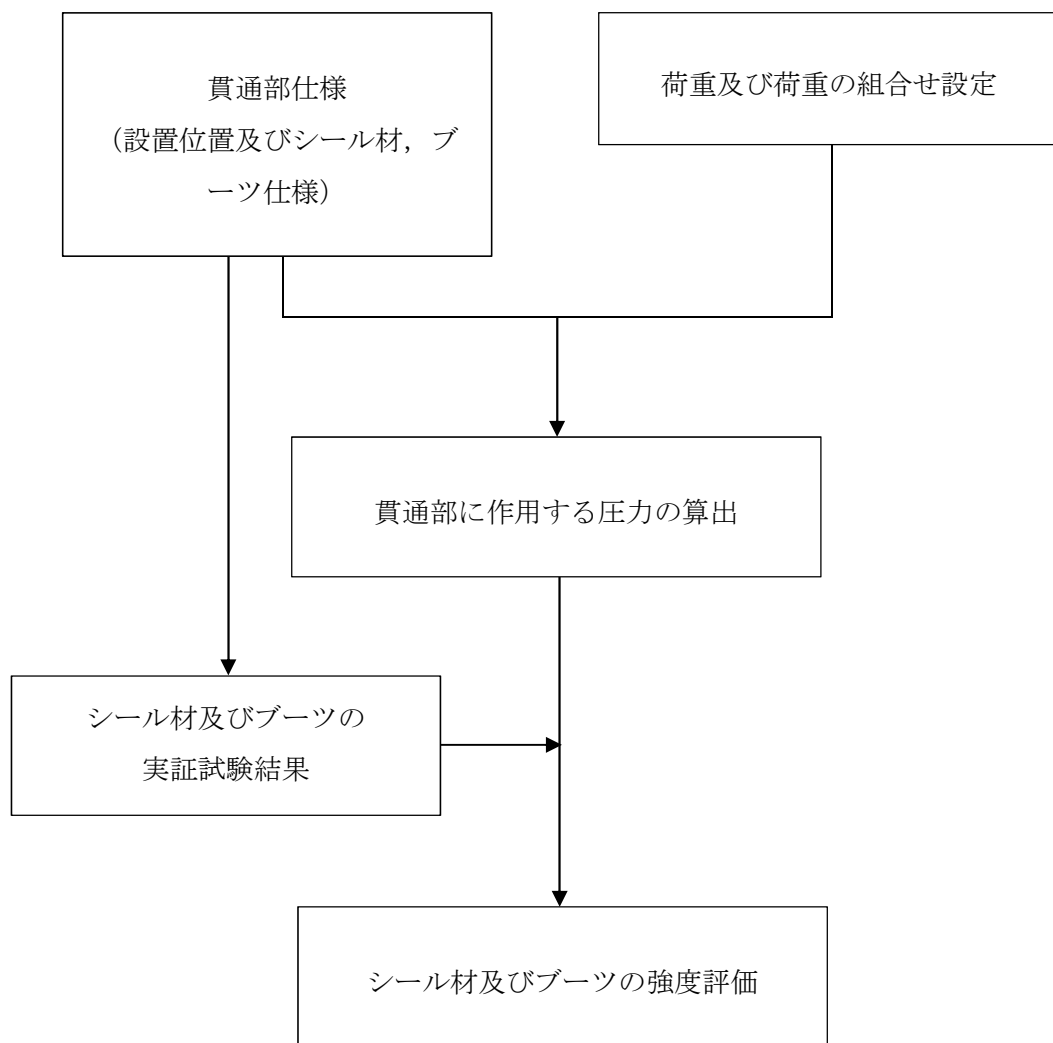 貫通部仕様
（設置位置及びシール材，ブ
ーツ仕様）
荷重及び荷重の組合せ設定
貫通部に作用する圧力の算出
シール材及びブーツの
実証試験結果
シール材及びブーツの強度評価